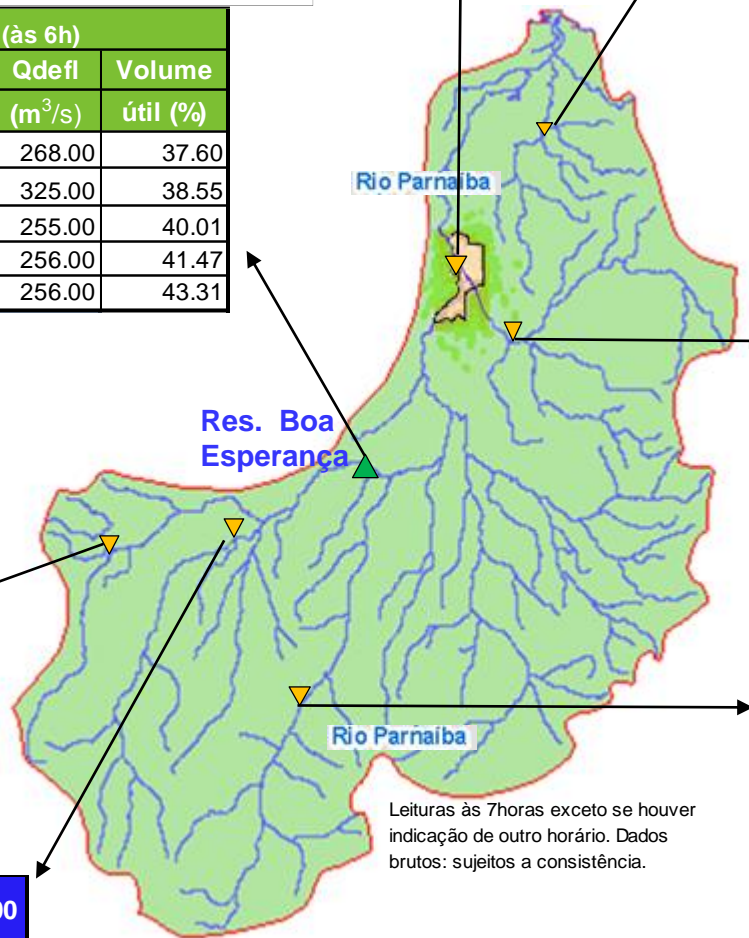 (às 6h)
Qdefl Volume
(m³/s) útil (%)
268.00 37.60
325.00 38.55
255.00 40.01
256.00 41.47
256.00 43.31
Rio Parnaiba
Res. Boa
Esperança
Rio Parnaiba
Leituras às 7horas exceto se houver
indicação de outro horário. Dados
brutos: sujeitos a consistência.